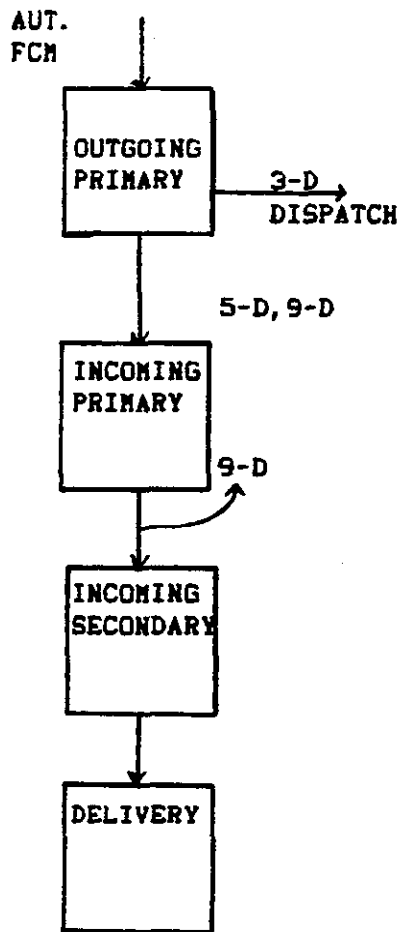 AUT.
FCM
OUTGOING
PRIMARY
3-D
DISPATCH
5-D, 9-D
INCOMING
PRIMARY
9-D
INCOMING
SECONDARY
DELIVERY